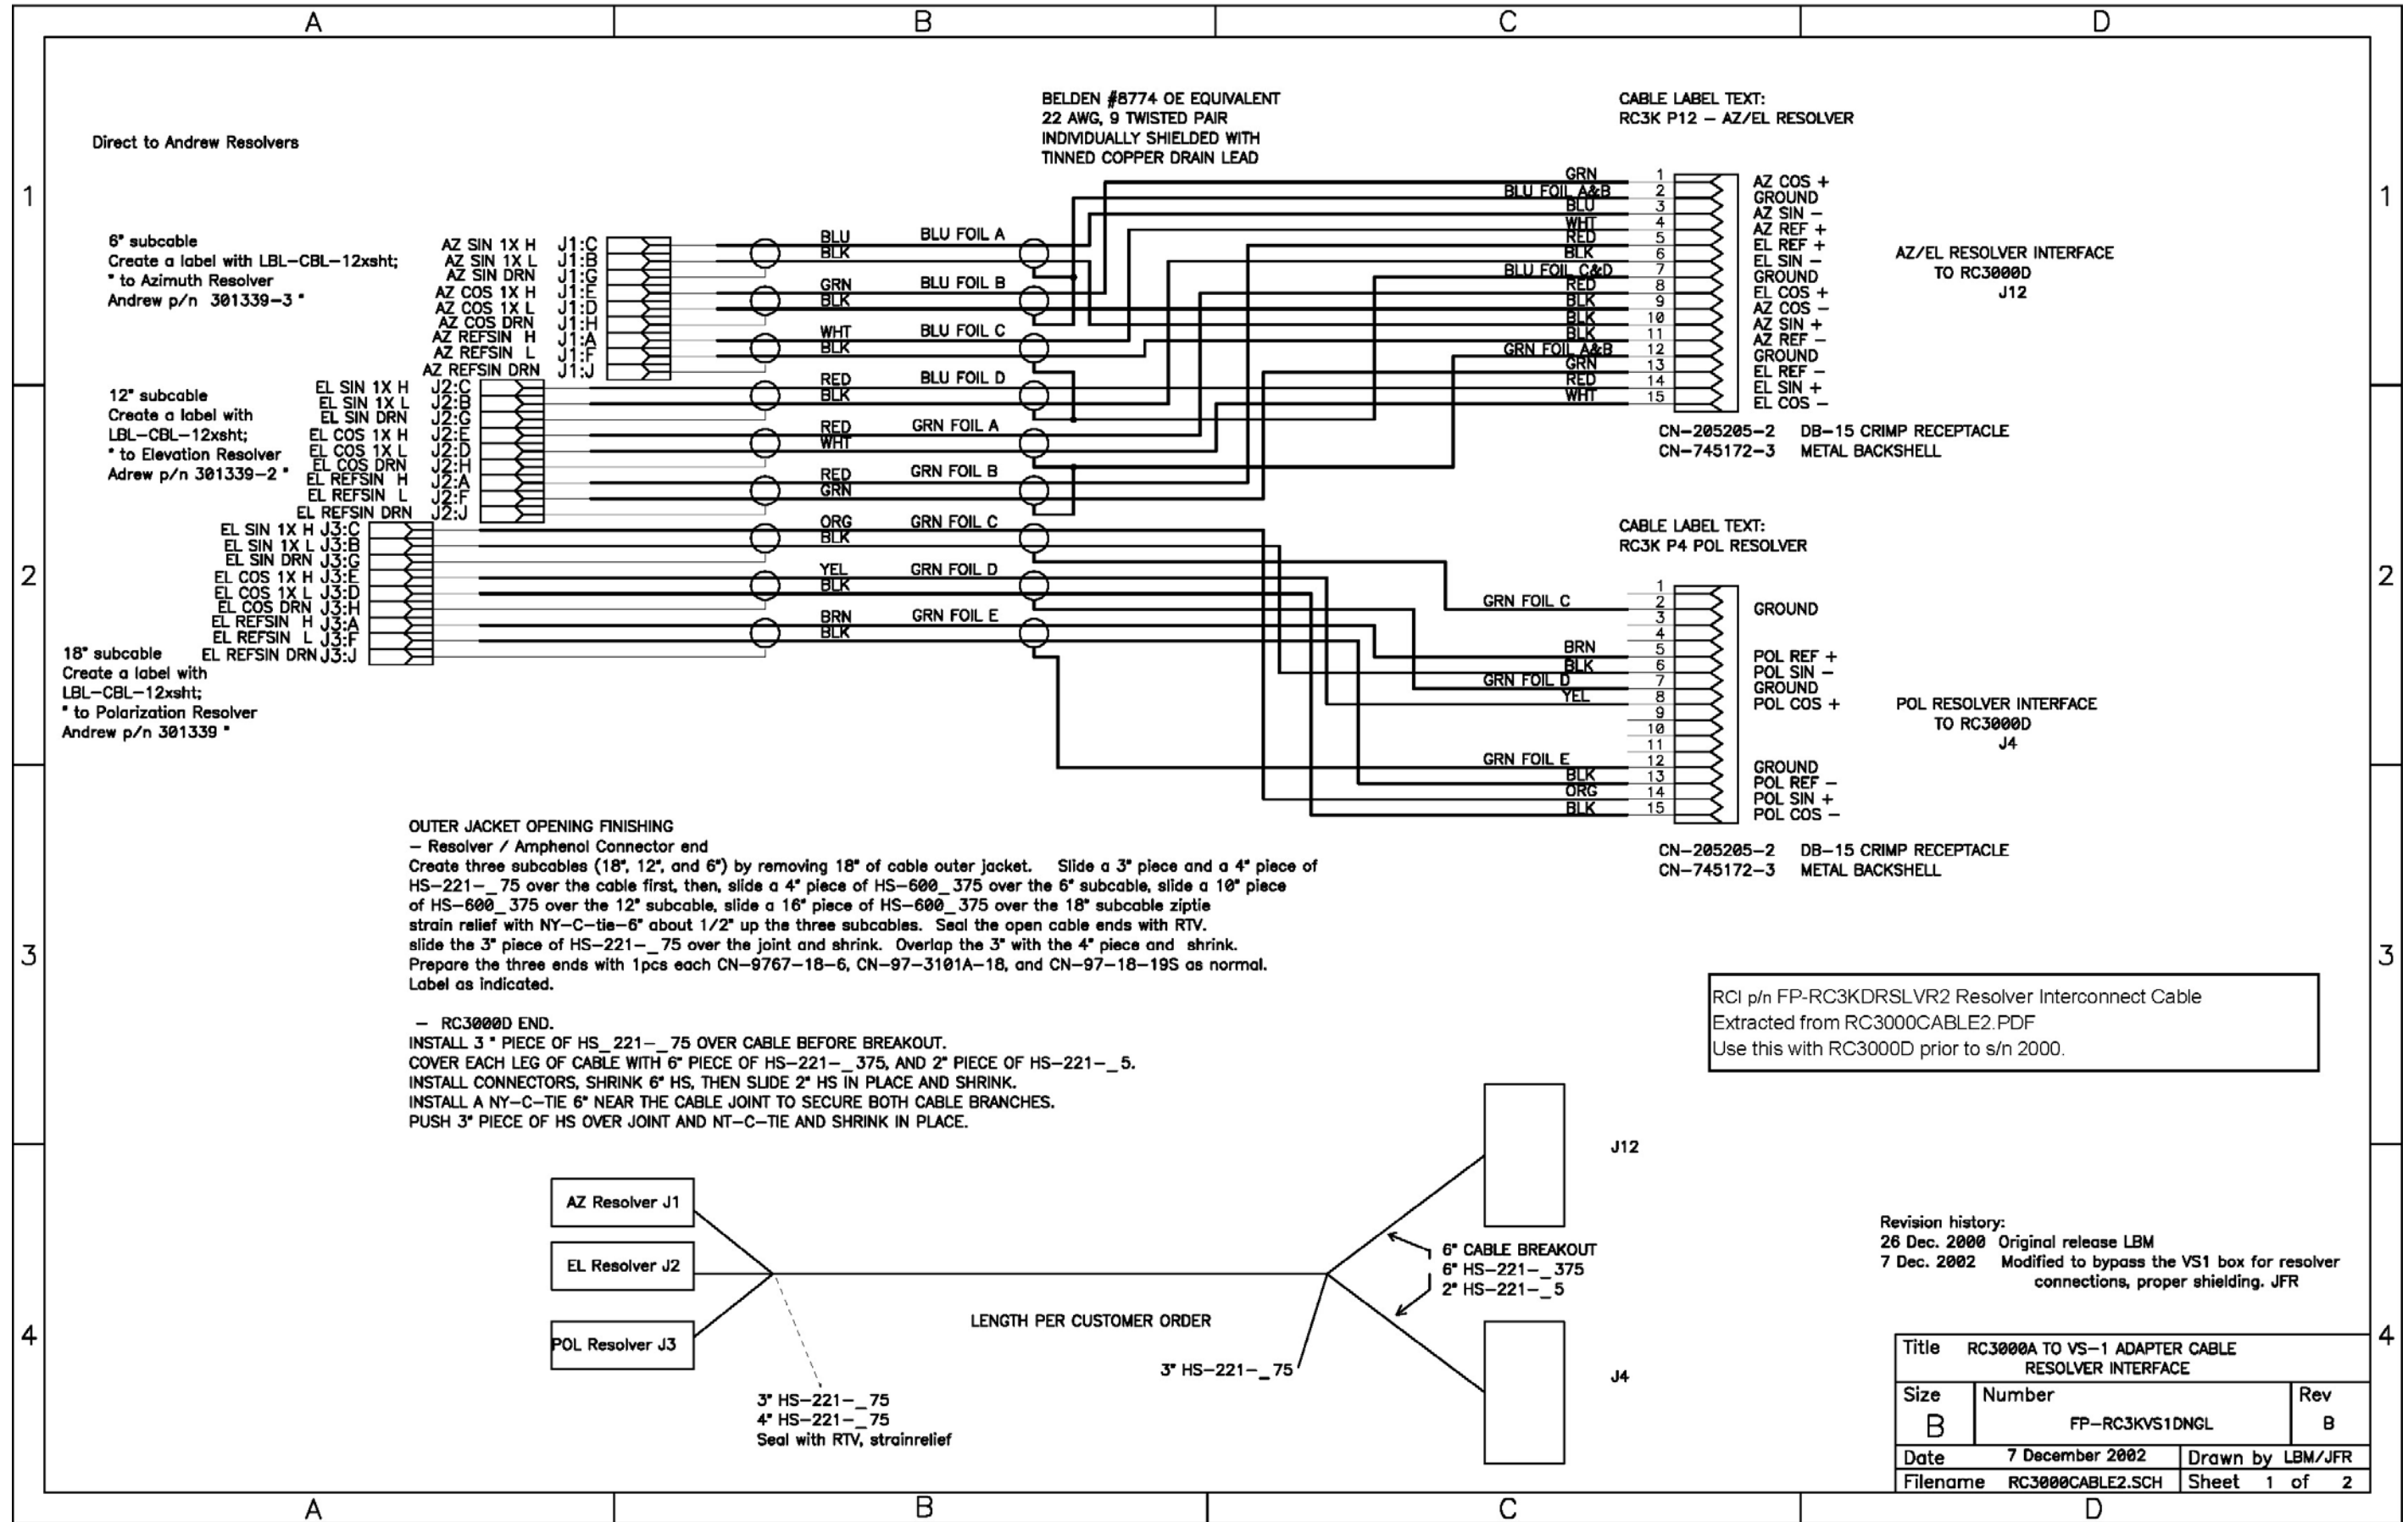 A
B
C
D
1
1
Direct to Andrew Resolvers
BELDEN #8774 OE EQUIVALENT
22 AWG, 9 TWISTED PAIR
INDIVIDUALLY SHIELDED WITH
TINNED COPPER DRAIN LEAD
CABLE LABEL TEXT:
RC3K P12 – AZ/EL RESOLVER
6" subcable
Create a label with LBL–CBL–12xsht;
" to Azimuth Resolver
Andrew p/n 301339–3 "
AZ SIN 1X H J1:C
AZ SIN 1X L J1:B
AZ SIN DRN J1:G
AZ COS 1X H J1:E
AZ COS 1X L J1:D
AZ COS DRN J1:H
AZ REFSIN H J1:A
AZ REFSIN L J1:F
AZ REFSIN DRN J1:J
12" subcable
Create a label with
LBL–CBL–12xsht;
" to Elevation Resolver
Adrew p/n 301339–2 "
EL SIN 1X H J2:C
EL SIN 1X L J2:B
EL SIN DRN J2:G
EL COS 1X H J2:E
EL COS 1X L J2:D
EL COS DRN J2:H
EL REFSIN H J2:A
EL REFSIN L J2:F
EL REFSIN DRN J2:J
EL SIN 1X H J3:C
EL SIN 1X L J3:B
EL SIN DRN J3:G
EL COS 1X H J3:E
EL COS 1X L J3:D
EL COS DRN J3:H
EL REFSIN H J3:A
EL REFSIN L J3:F
EL REFSIN DRN J3:J
18" subcable
Create a label with
LBL–CBL–12xsht;
" to Polarization Resolver
Andrew p/n 301339 "
BLU BLU FOIL A
BLK
GRN BLU FOIL B
BLK
WHT BLU FOIL C
BLK
RED BLU FOIL D
BLK
RED GRN FOIL A
WHT
RED GRN FOIL B
GRN
ORG GRN FOIL C
BLK
YEL GRN FOIL D
BLK
BRN GRN FOIL E
BLK
GRN 1 AZ COS +
BLU FOIL A&B 2 GROUND
BLU 3 AZ SIN –
WHT 4 AZ REF +
RED 5 EL REF +
BLK 6 EL SIN –
BLU FOIL C&D 7 GROUND
RED 8 EL COS +
BLK 9 AZ COS –
BLK 10 AZ SIN +
BLK 11 AZ REF –
GRN FOIL A&B 12 GROUND
GRN 13 EL REF –
RED 14 EL SIN +
WHT 15 EL COS –
AZ/EL RESOLVER INTERFACE
TO RC3000D
J12
CN–205205–2 DB–15 CRIMP RECEPTACLE
CN–745172–3 METAL BACKSHELL
2
2
CABLE LABEL TEXT:
RC3K P4 POL RESOLVER
1
GRN FOIL C 2 GROUND
3
4
BRN 5 POL REF +
BLK 6 POL SIN –
GRN FOIL D 7 GROUND
YEL 8 POL COS +
9
10
11
GRN FOIL E 12 GROUND
BLK 13 POL REF –
ORG 14 POL SIN +
BLK 15 POL COS –
POL RESOLVER INTERFACE
TO RC3000D
J4
CN–205205–2 DB–15 CRIMP RECEPTACLE
CN–745172–3 METAL BACKSHELL
3
3
OUTER JACKET OPENING FINISHING
– Resolver / Amphenol Connector end
Create three subcables (18", 12", and 6") by removing 18" of cable outer jacket. Slide a 3" piece and a 4" piece of
HS–221–_75 over the cable first, then, slide a 4" piece of HS–600_375 over the 6" subcable, slide a 10" piece
of HS–600_375 over the 12" subcable, slide a 16" piece of HS–600_375 over the 18" subcable ziptie
strain relief with NY–C–tie–6" about 1/2" up the three subcables. Seal the open cable ends with RTV.
slide the 3" piece of HS–221–_75 over the joint and shrink. Overlap the 3" with the 4" piece and shrink.
Prepare the three ends with 1pcs each CN–9767–18–6, CN–97–3101A–18, and CN–97–18–19S as normal.
Label as indicated.
– RC3000D END.
INSTALL 3 " PIECE OF HS_221–_75 OVER CABLE BEFORE BREAKOUT.
COVER EACH LEG OF CABLE WITH 6" PIECE OF HS–221–_375, AND 2" PIECE OF HS–221–_5.
INSTALL CONNECTORS, SHRINK 6" HS, THEN SLIDE 2" HS IN PLACE AND SHRINK.
INSTALL A NY–C–TIE 6" NEAR THE CABLE JOINT TO SECURE BOTH CABLE BRANCHES.
PUSH 3" PIECE OF HS OVER JOINT AND NT–C–TIE AND SHRINK IN PLACE.
RCI p/n FP-RC3KDRSLVR2 Resolver Interconnect Cable
Extracted from RC3000CABLE2.PDF
Use this with RC3000D prior to s/n 2000.
4
4
AZ Resolver J1
EL Resolver J2
POL Resolver J3
3" HS–221–_75
4" HS–221–_75
Seal with RTV, strainrelief
LENGTH PER CUSTOMER ORDER
3" HS–221–_75
6" CABLE BREAKOUT
6" HS–221–_375
2" HS–221–_5
J12
J4
Revision history:
26 Dec. 2000 Original release LBM
7 Dec. 2002 Modified to bypass the VS1 box for resolver
connections, proper shielding. JFR
Title RC3000A TO VS–1 ADAPTER CABLE
RESOLVER INTERFACE
Size Number Rev
B FP–RC3KVS1DNGL B
Date 7 December 2002 Drawn by LBM/JFR
Filename RC3000CABLE2.SCH Sheet 1 of 2
A
B
C
D